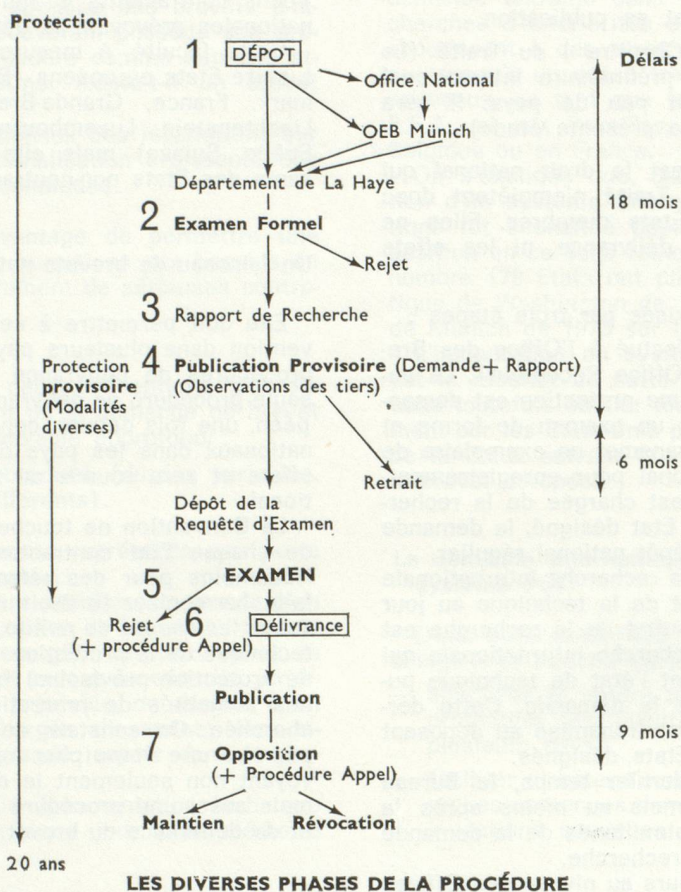 Protection
1 DÉPOT
Délais
Office National
OEB Münich
Département de La Haye
18 mois
2 Examen Formel
Rejet
3 Rapport de Recherche
Protection
provisoire
(Modalités
diverses)
4 Publication Provisoire (Demande + Rapport)
(Observations des tiers)
6 mois
Retrait
Dépôt de la
Requête d'Examen
5 EXAMEN
Rejet
(+ procédure Appel)
6 Délivrance
Publication
9 mois
7 Opposition
(+ Procédure Appel)
Maintien Révocation
20 ans
LES DIVERSES PHASES DE LA PROCÉDURE